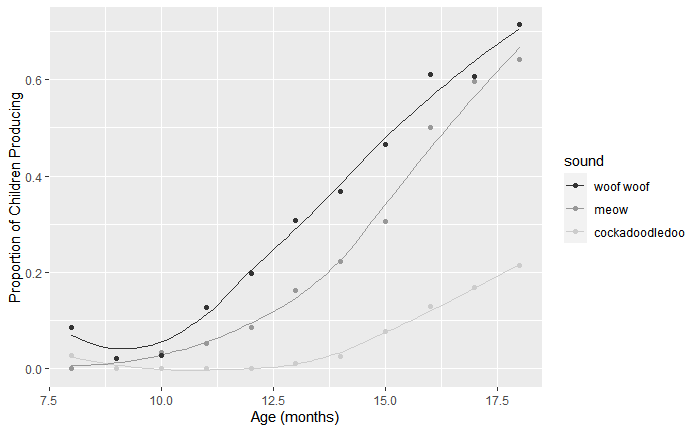 Proportion of Children Producing
0.6
0.4
0.2
0.0
7.5
10.0
12.5
15.0
17.5
Age (months)
sound
woof woof
meow
cockadoodledoo